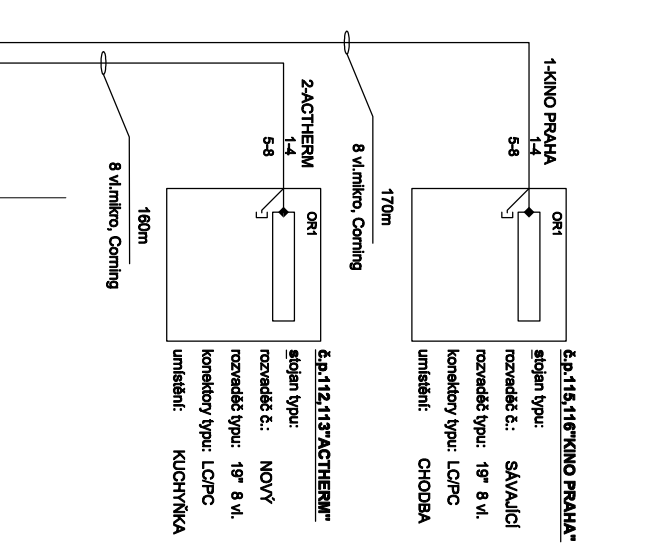 1-KINO PRAHA
1-4
5-8
OR1
170m
8 vl.mikro, Corning
č.p.115,116"KINO PRAHA"
stojan typu:
rozvaděč č.: SÁVAJÍCÍ
rozvaděč typu: 19" 8 vl.
konektory typu: LC/PC
umístění: CHODBA
2-ACTHERM
1-4
5-8
OR1
160m
8 vl.mikro, Corning
č.p.112,113"ACTHERM"
stojan typu:
rozvaděč č.: NOVÝ
rozvaděč typu: 19" 8 vl.
konektory typu: LC/PC
umístění: KUCHYŇKA